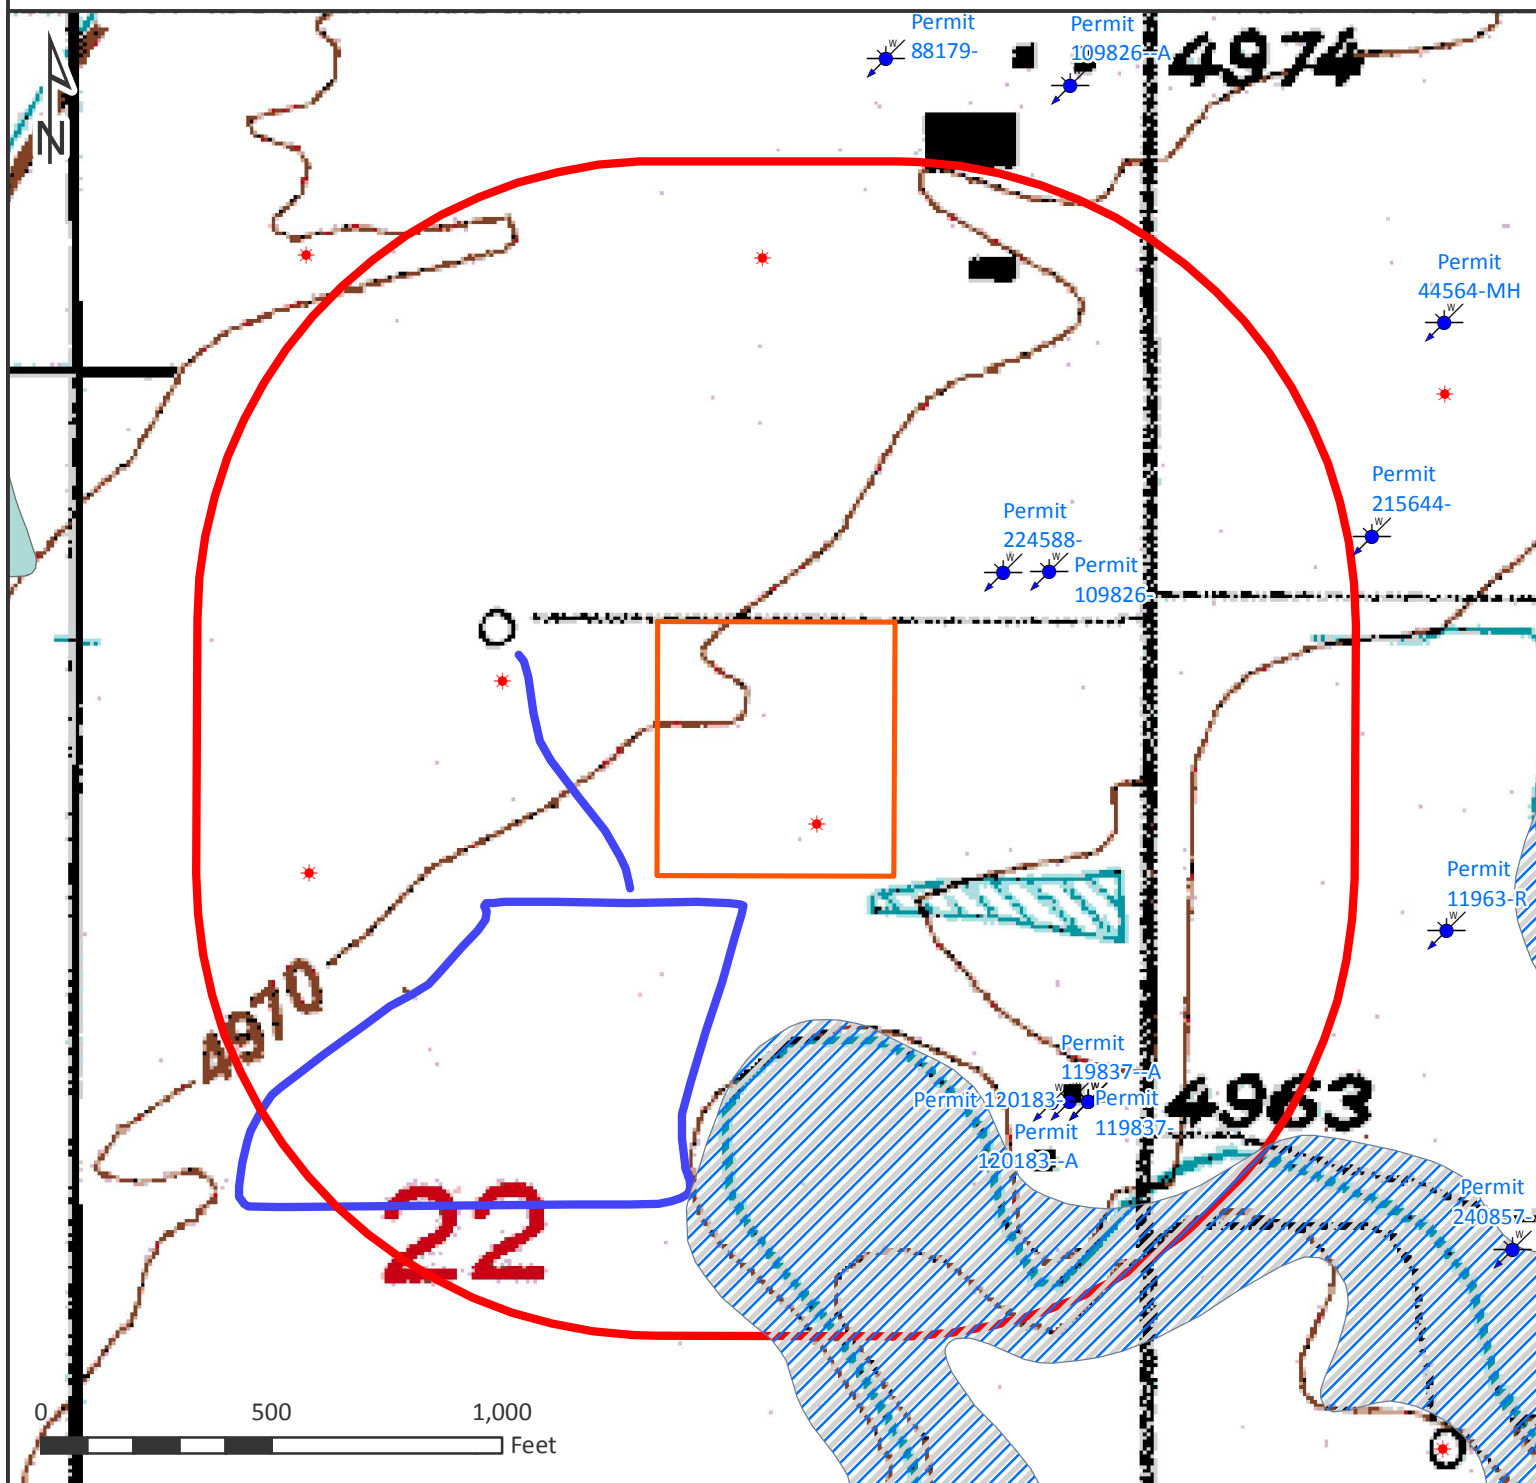 Permit
88179-
Permit
109826--A
4974
N
Permit
44564-MH
Permit
215644-
Permit
224588-
Permit
109826-
Permit
11963-R
4970
Permit
119837--A
Permit 120183-
Permit
119837-
4963
Permit
120183--A
22
Permit
240857-
0 500 1,000
Feet